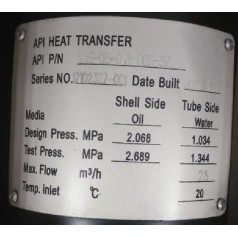 API HEAT TRANSFER
API P/N
Series NO. Date Built
Shell Side Tube Side
Media Oil Water
Design Press. MPa 2.068 1.034
Test Press. MPa 2.689 1.344
Max. Flow m³/h 28
Temp. Inlet ℃ 20